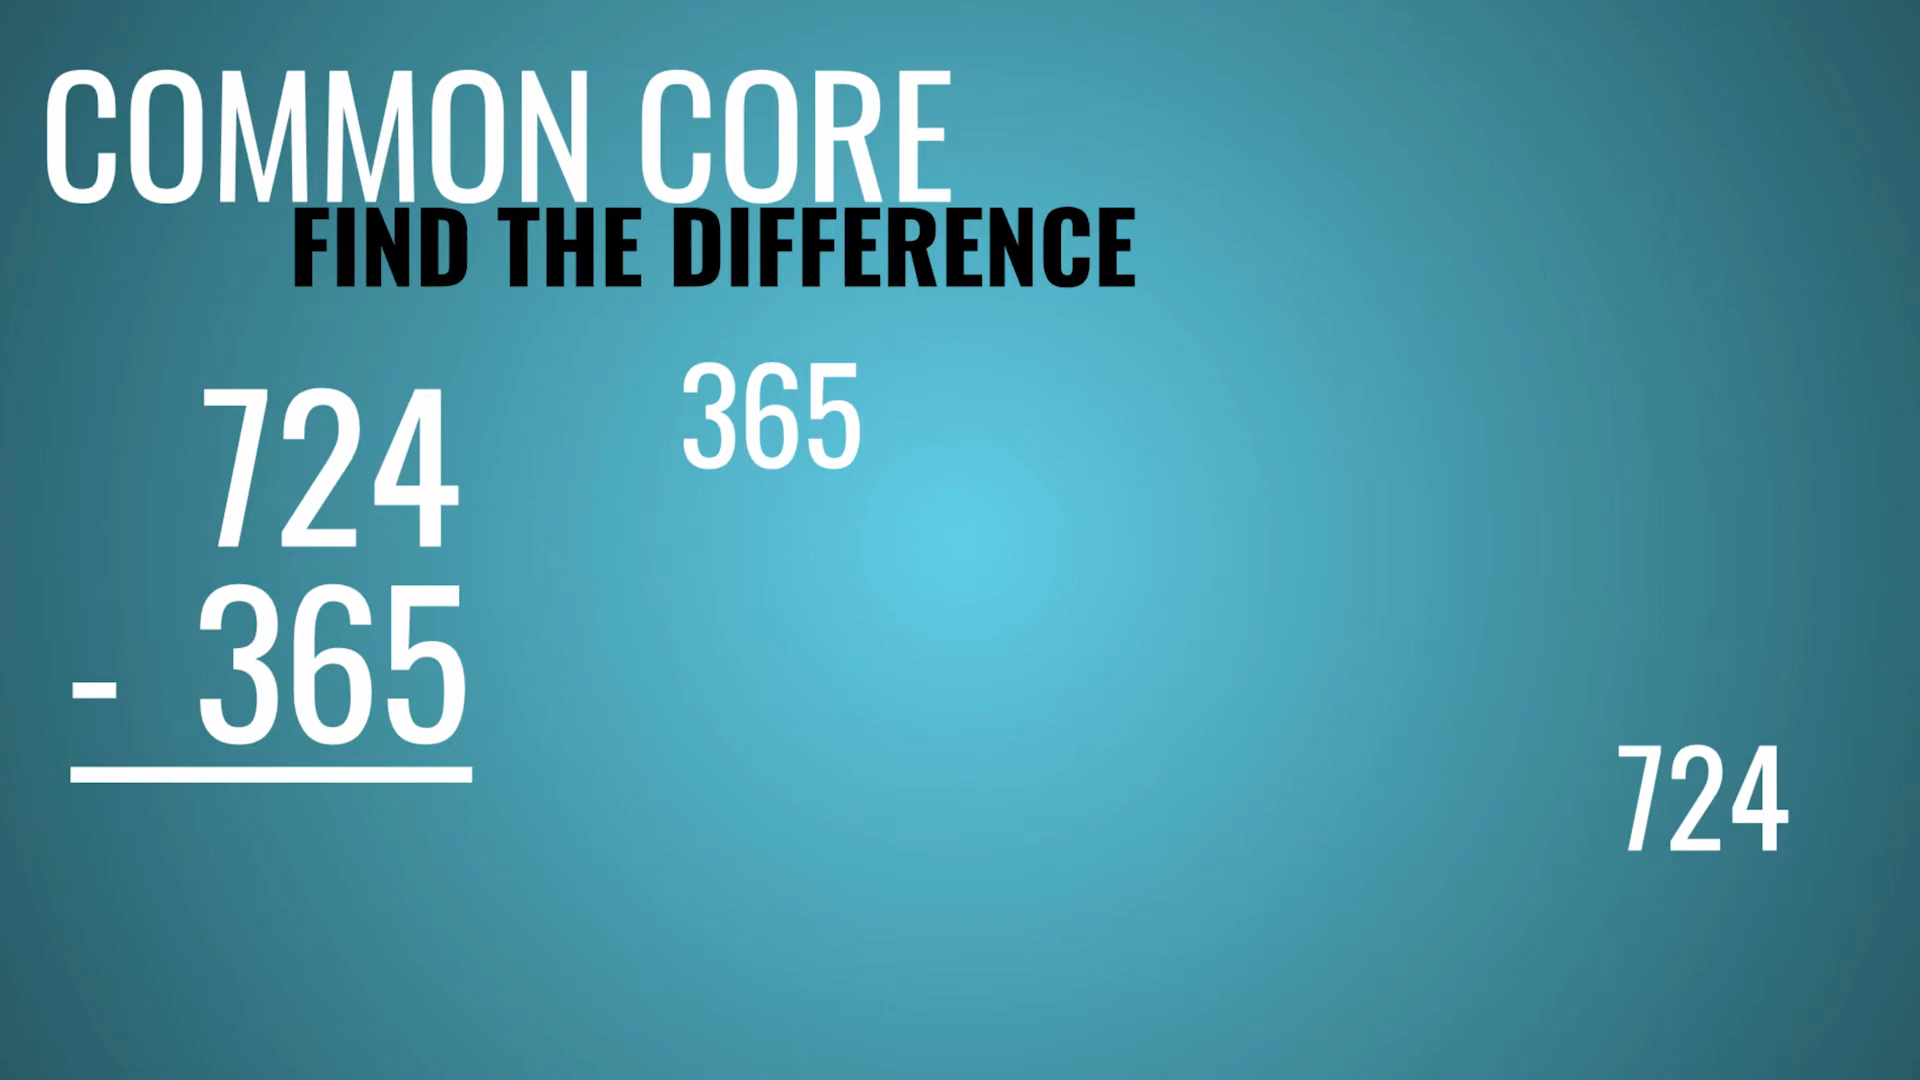 COMMON CORE
FIND THE DIFFERENCE
724
- 365
365
724